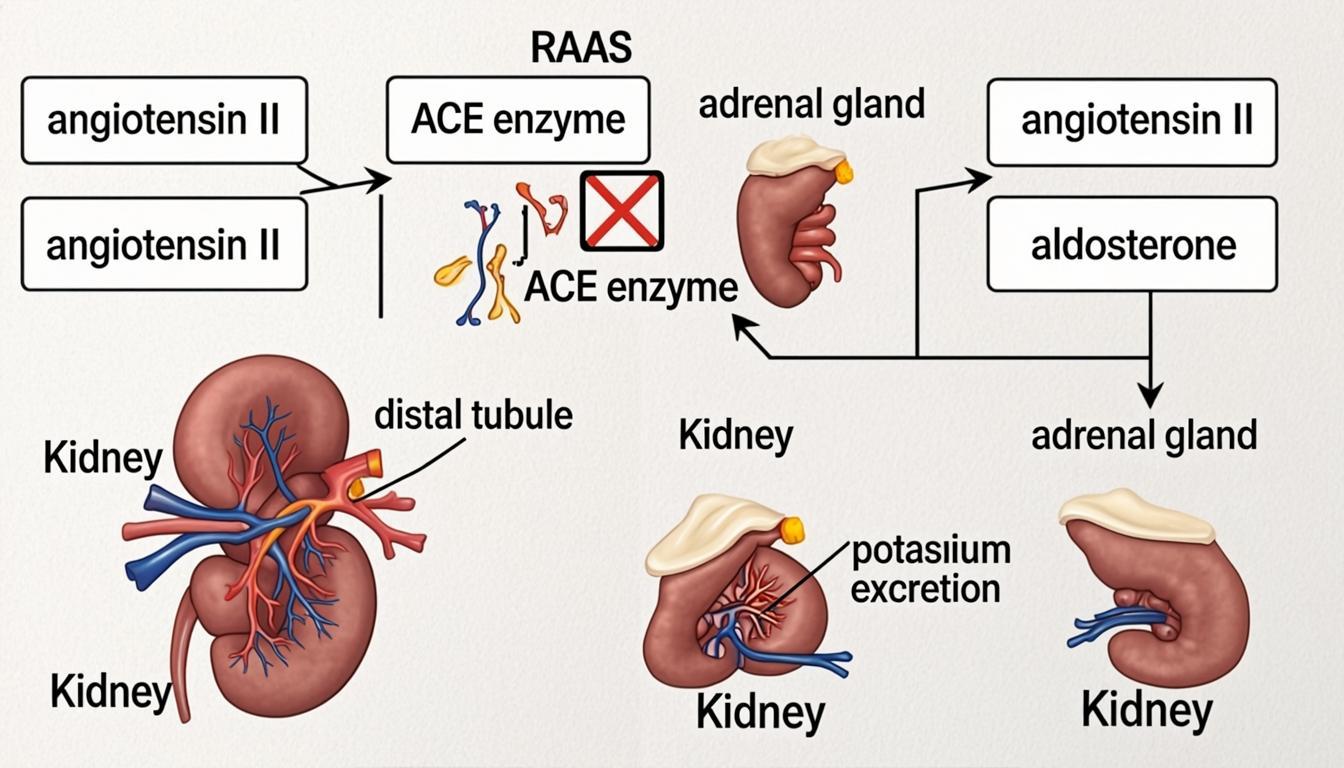 RAAS
angiotensin II
ACE enzyme
adrenal gland
angiotensin II
angiotensin II
ACE enzyme
aldosterone
Kidney
distal tubule
Kidney
adrenal gland
potasiium
excretion
Kidney
Kidney
Kidney